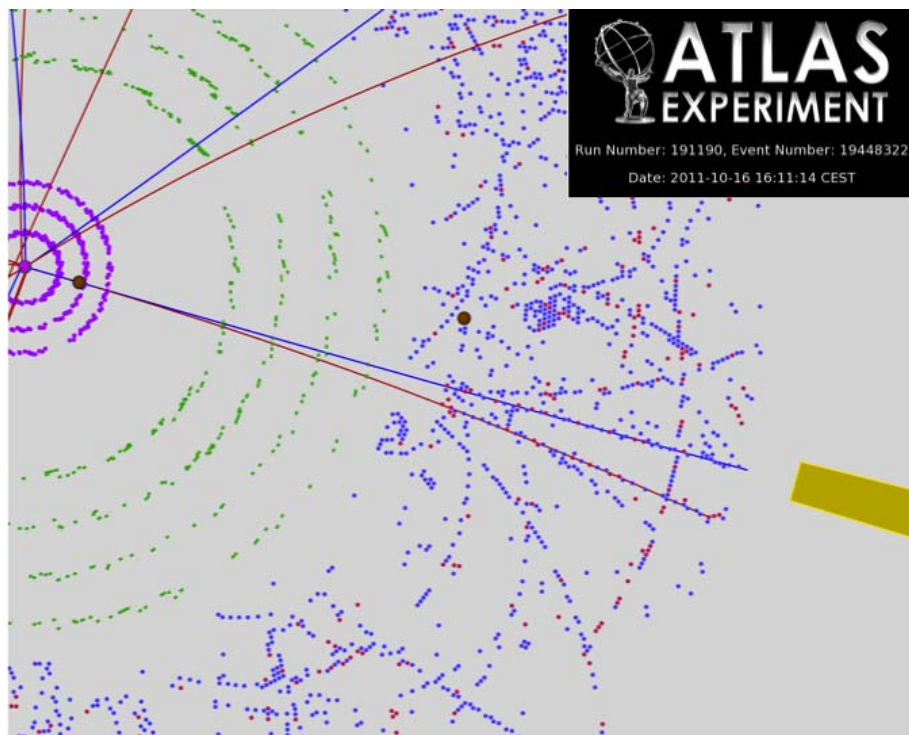 ATLAS
EXPERIMENT
Run Number: 191190, Event Number: 19448322
Date: 2011-10-16 16:11:14 CEST